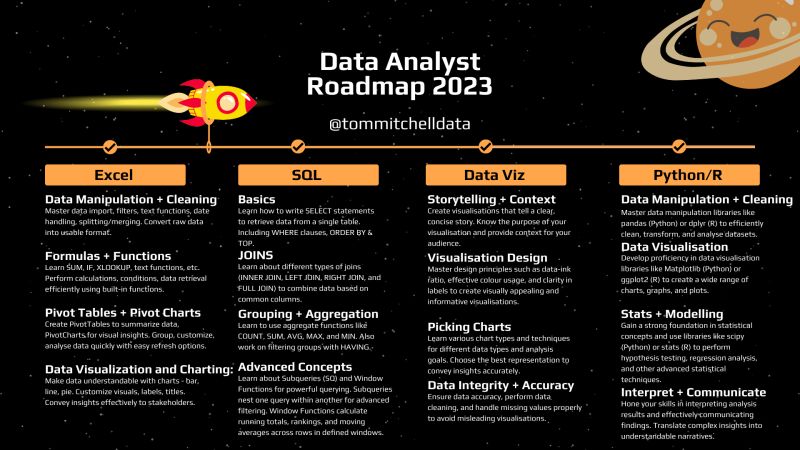 Data Analyst
Roadmap 2023
@tommitchelldata
Excel
Data Manipulation + Cleaning
Master data import, filters, text functions, date
handling, splitting/merging. Convert raw data
into usable format.
Formulas + Functions
Learn SUM, IF, XLOOKUP, text functions, etc.
Perform calculations, conditions, data retrieval
efficiently using built-in functions.
Pivot Tables + Pivot Charts
Create PivotTables to summarize data,
PivotCharts for visual insights. Group, customize,
analyse data quickly with easy refresh options.
Data Visualization and Charting:
Make data understandable with charts - bar,
line, pie. Customize visuals, labels, titles.
Convey insights effectively to stakeholders.
SQL
Basics
Learn how to write SELECT statements
to retrieve data from a single table.
Including WHERE clauses, ORDER BY &
TOP.
JOINS
Learn about different types of joins
(INNER JOIN, LEFT JOIN, RIGHT JOIN, and
FULL JOIN) to combine data based on
common columns.
Grouping + Aggregation
Learn to use aggregate functions like
COUNT, SUM, AVG, MAX, and MIN. Also
work on filtering groups with HAVING.
Advanced Concepts
Learn about Subqueries (SQ) and Window
Functions for powerful querying. Subqueries
nest one query within another for advanced
filtering. Window Functions calculate
running totals, rankings, and moving
averages across rows in defined windows.
Data Viz
Storytelling + Context
Create visualisations that tell a clear,
concise story. Know the purpose of your
visualisation and provide context for your
audience.
Visualisation Design
Master design principles such as data-ink
ratio, effective colour usage, and clarity in
labels to create visually appealing and
informative visualisations.
Picking Charts
Learn various chart types and techniques
for different data types and analysis
goals. Choose the best representation to
convey insights accurately.
Data Integrity + Accuracy
Ensure data accuracy, perform data
cleaning, and handle missing values properly
to avoid misleading visualisations.
Python/R
Data Manipulation + Cleaning
Master data manipulation libraries like
pandas (Python) or dplyr (R) to efficiently
clean, transform, and analyse datasets.
Data Visualisation
Develop proficiency in data visualisation
libraries like Matplotlib (Python) or
ggplot2 (R) to create a wide range of
charts, graphs, and plots.
Stats + Modelling
Gain a strong foundation in statistical
concepts and use libraries like scipy
(Python) or stats (R) to perform
hypothesis testing, regression analysis,
and other advanced statistical
techniques.
Interpret + Communicate
Hone your skills in interpreting analysis
results and effectively communicating
findings. Translate complex insights into
understandable narratives.